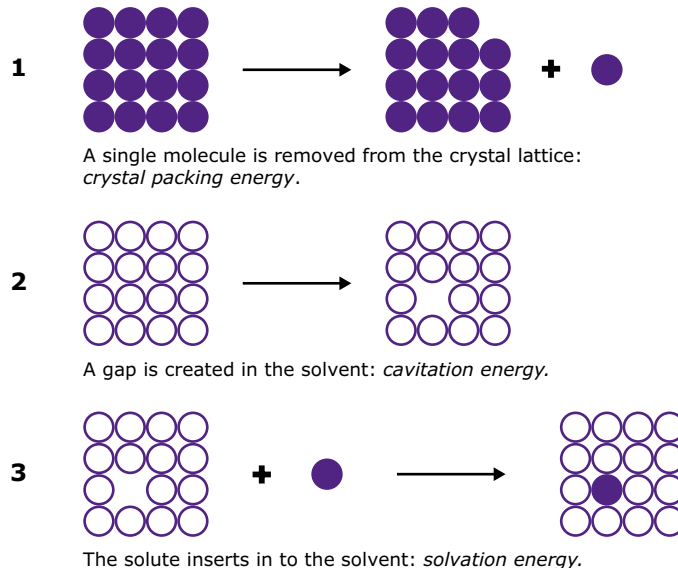 1
A single molecule is removed from the crystal lattice:
crystal packing energy.
2
A gap is created in the solvent: cavitation energy.
3
The solute inserts in to the solvent: solvation energy.